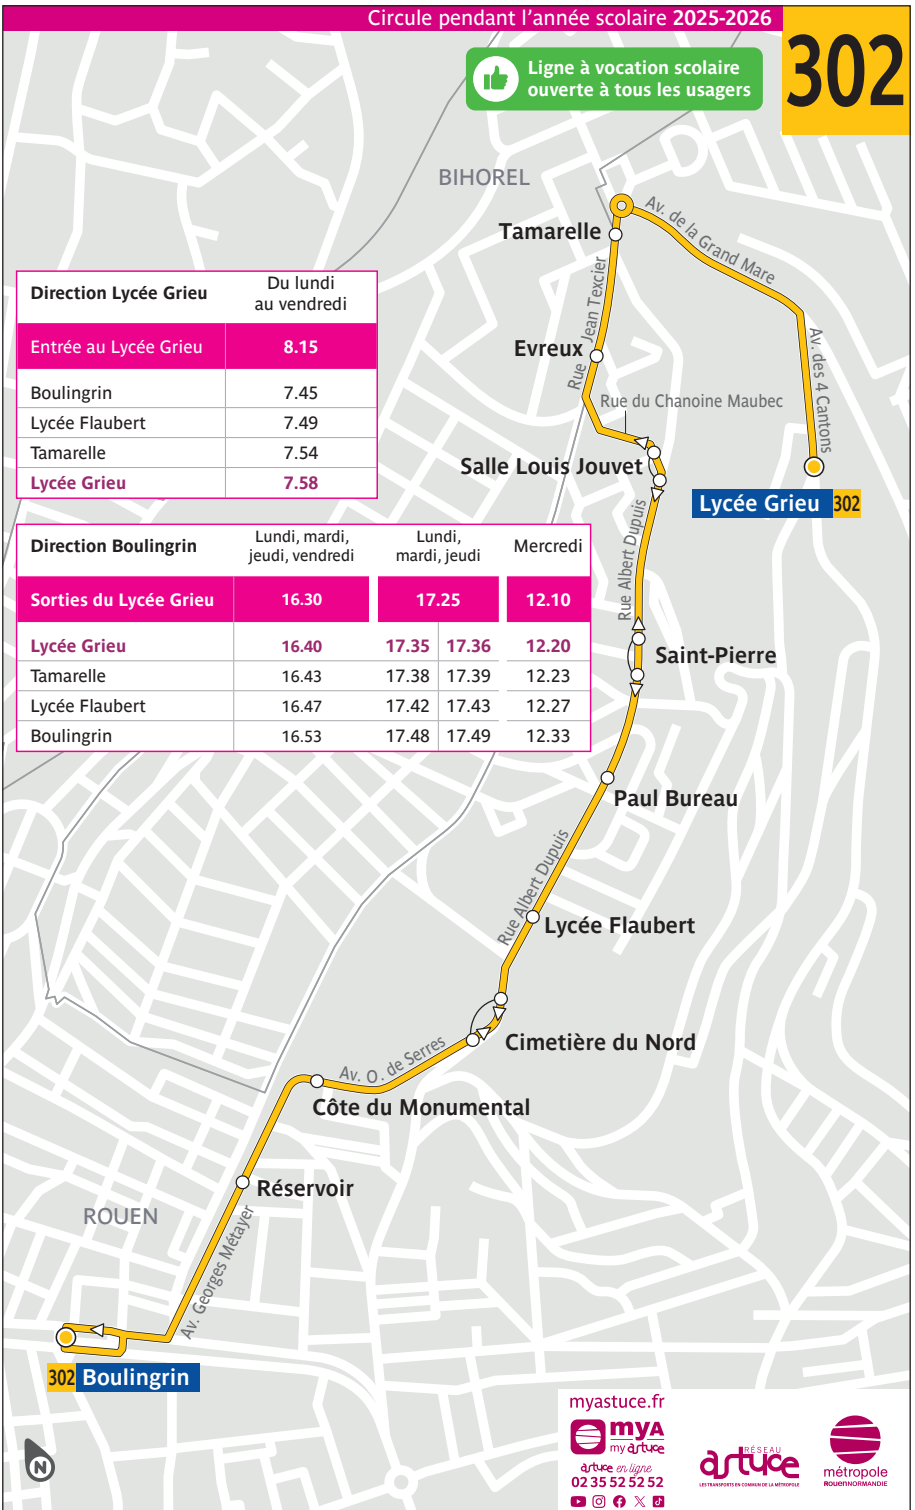 Circule pendant l'année scolaire 2025-2026
302
Ligne à vocation scolaire
ouverte à tous les usagers
BIHOREL
Tamarelle
Av. de la Grand Mare
Rue Jean Texcier
Evreux
Av. des 4 Cantons
Rue du Chanoine Maubec
Salle Louis Jouvet
Lycée Grieu 302
Direction Lycée Grieu Du lundi
au vendredi
Entrée au Lycée Grieu 8.15
Boulingrin 7.45
Lycée Flaubert 7.49
Tamarelle 7.54
Lycée Grieu 7.58
Direction Boulingrin Lundi, mardi, Lundi, Mercredi
jeudi, vendredi mardi, jeudi
Sorties du Lycée Grieu 16.30 17.25 12.10
Lycée Grieu 16.40 17.35 17.36 12.20
Tamarelle 16.43 17.38 17.39 12.23
Lycée Flaubert 16.47 17.42 17.43 12.27
Boulingrin 16.53 17.48 17.49 12.33
Rue Albert Dupuis
Saint-Pierre
Paul Bureau
Rue Albert Dupuis
Lycée Flaubert
Cimetière du Nord
Av. O. de Serres
Côte du Monumental
Réservoir
ROUEN
Av. Georges Métayer
302 Boulingrin
N
myastuce.fr
myA
my astuce
astuce en ligne
02 35 52 52 52
RÉSEAU
astuce
LES TRANSPORTS EN COMMUN DE LA MÉTROPOLE
métropole
ROUENNORMANDIE